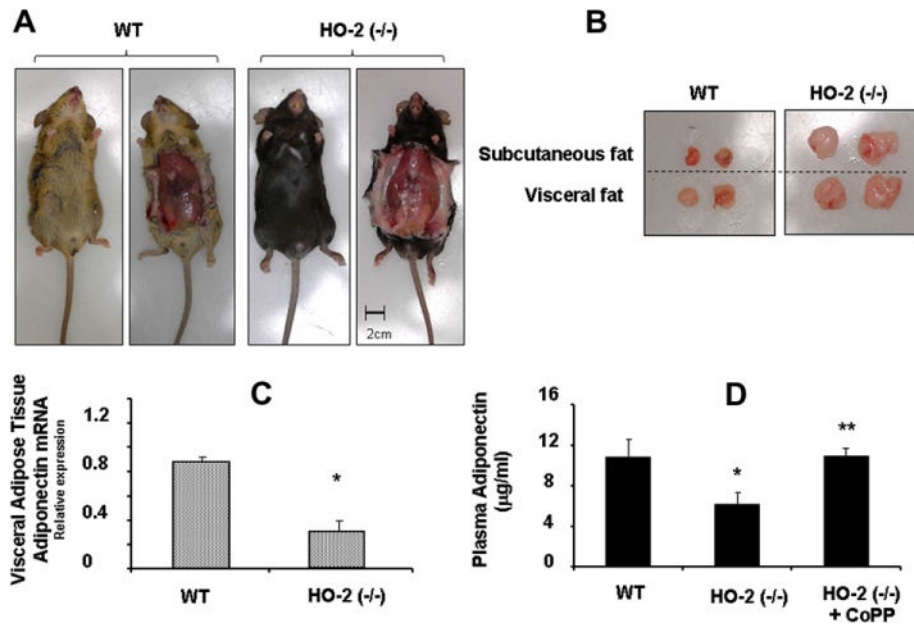 A
WT
HO-2 (-/-)
2cm
B
WT
HO-2 (-/-)
Subcutaneous fat
Visceral fat
C
Visceral Adipose Tissue
Adiponectin mRNA
Relative expression
1.2
0.8
0.4
0
*
WT
HO-2 (-/-)
D
Plasma Adiponectin
(µg/ml)
16
12
8
4
0
*
**
WT
HO-2 (-/-)
HO-2 (-/-)
+ CoPP